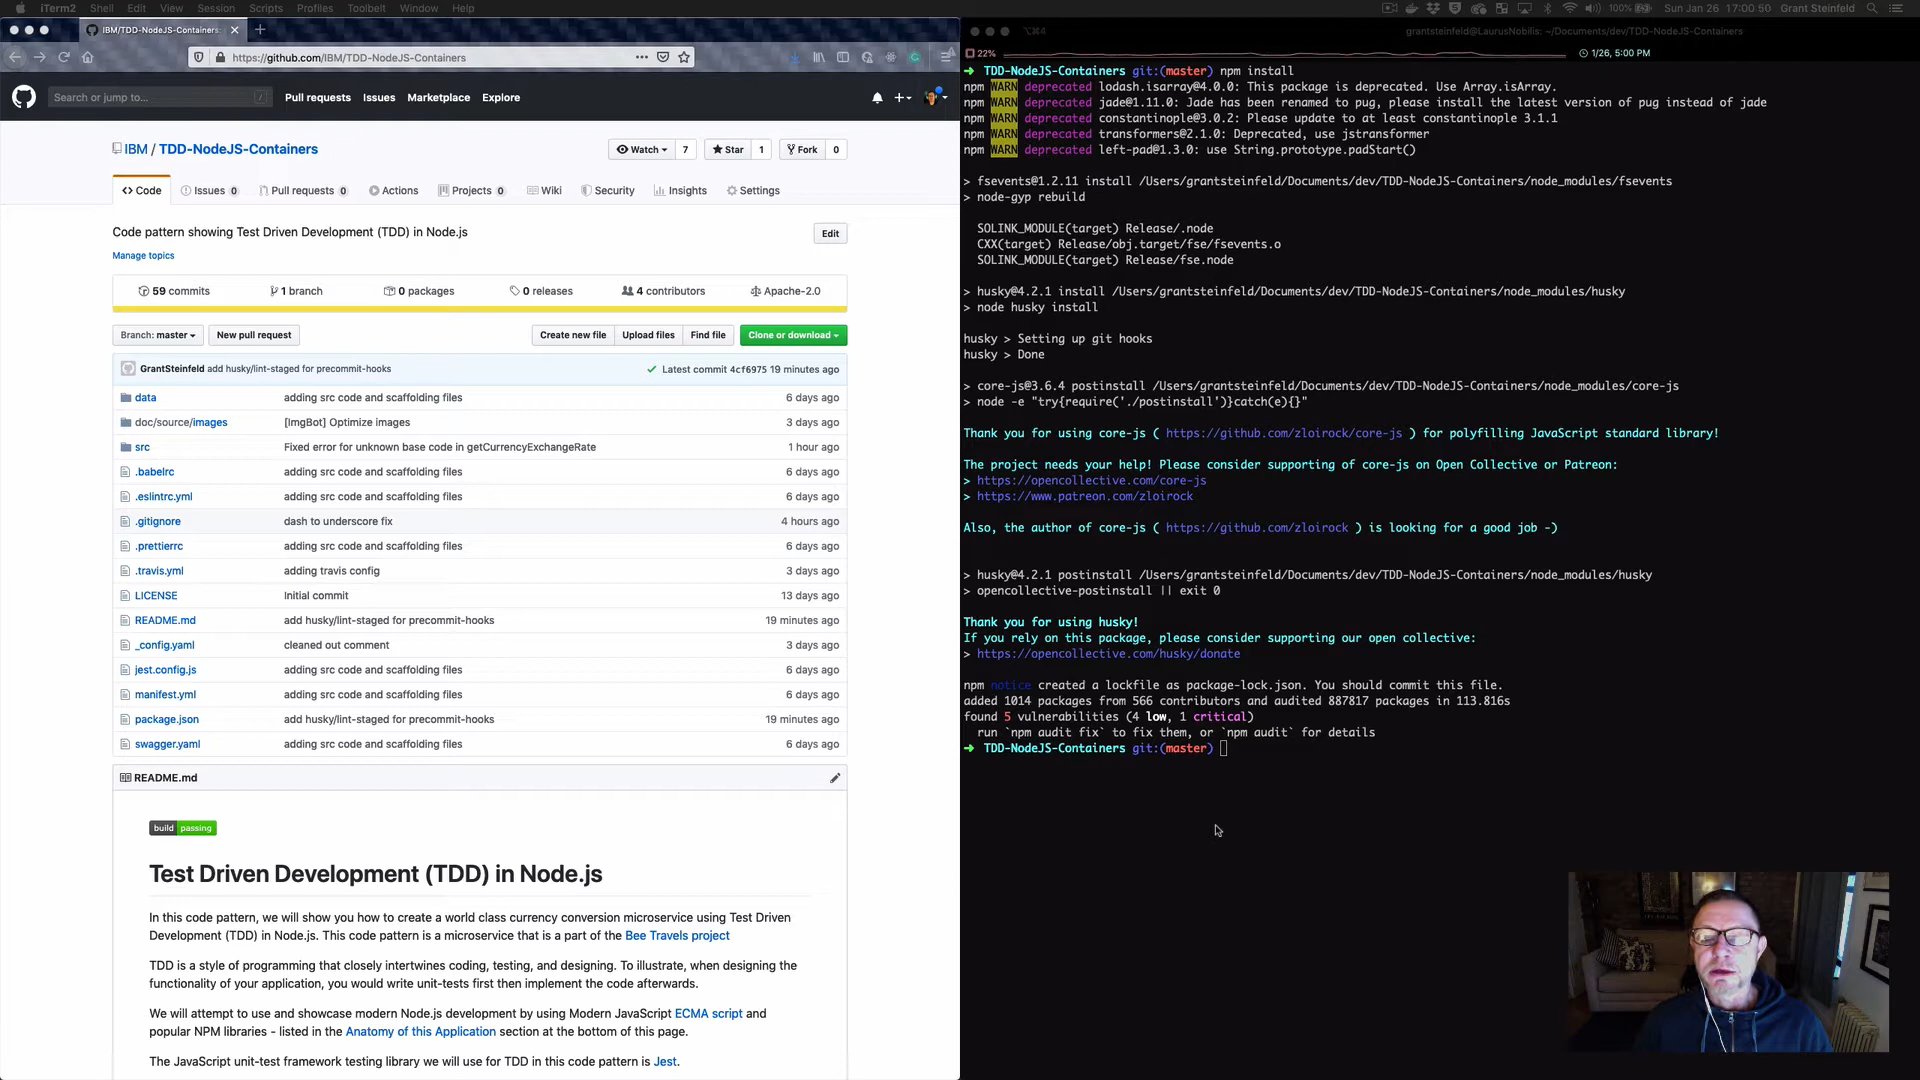 iTerm2 Shell Edit View Session Scripts Profiles Toolbelt Window Help
100% Sun Jan 26 17:00:50 Grant Steinfeld
IBM/TDD-NodeJS-Containers:
https://github.com/IBM/TDD-NodeJS-Containers
Search or jump to... /
Pull requests Issues Marketplace Explore
IBM / TDD-NodeJS-Containers
Watch 7 Star 1 Fork 0
Code Issues 0 Pull requests 0 Actions Projects 0 Wiki Security Insights Settings
Code pattern showing Test Driven Development (TDD) in Node.js
Edit
Manage topics
59 commits 1 branch 0 packages 0 releases 4 contributors Apache-2.0
Branch: master New pull request Create new file Upload files Find file Clone or download
GrantSteinfeld add husky/lint-staged for precommit-hooks Latest commit 4cf6975 19 minutes ago
data adding src code and scaffolding files 6 days ago
doc/source/images [ImgBot] Optimize images 3 days ago
src Fixed error for unknown base code in getCurrencyExchangeRate 1 hour ago
.babelrc adding src code and scaffolding files 6 days ago
.eslintrc.yml adding src code and scaffolding files 6 days ago
.gitignore dash to underscore fix 4 hours ago
.prettierrc adding src code and scaffolding files 6 days ago
.travis.yml adding travis config 3 days ago
LICENSE Initial commit 13 days ago
README.md add husky/lint-staged for precommit-hooks 19 minutes ago
_config.yaml cleaned out comment 3 days ago
jest.config.js adding src code and scaffolding files 6 days ago
manifest.yml adding src code and scaffolding files 6 days ago
package.json add husky/lint-staged for precommit-hooks 19 minutes ago
swagger.yaml adding src code and scaffolding files 6 days ago
README.md
build passing
Test Driven Development (TDD) in Node.js
In this code pattern, we will show you how to create a world class currency conversion microservice using Test Driven
Development (TDD) in Node.js. This code pattern is a microservice that is a part of the Bee Travels project
TDD is a style of programming that closely intertwines coding, testing, and designing. To illustrate, when designing the
functionality of your application, you would write unit-tests first then implement the code afterwards.
We will attempt to use and showcase modern Node.js development by using Modern JavaScript ECMA script and
popular NPM libraries - listed in the Anatomy of this Application section at the bottom of this page.
The JavaScript unit-test framework testing library we will use for TDD in this code pattern is Jest.
⌥⌘4 grantsteinfeld@LaurusNobilis: ~/Documents/dev/TDD-NodeJS-Containers
22% 1/26, 5:00 PM
➜ TDD-NodeJS-Containers git:(master) npm install
npm WARN deprecated lodash.isarray@4.0.0: This package is deprecated. Use Array.isArray.
npm WARN deprecated jade@1.11.0: Jade has been renamed to pug, please install the latest version of pug instead of jade
npm WARN deprecated constantinople@3.0.2: Please update to at least constantinople 3.1.1
npm WARN deprecated transformers@2.1.0: Deprecated, use jstransformer
npm WARN deprecated left-pad@1.3.0: use String.prototype.padStart()
> fsevents@1.2.11 install /Users/grantsteinfeld/Documents/dev/TDD-NodeJS-Containers/node_modules/fsevents
> node-gyp rebuild
SOLINK_MODULE(target) Release/.node
CXX(target) Release/obj.target/fse/fsevents.o
SOLINK_MODULE(target) Release/fse.node
> husky@4.2.1 install /Users/grantsteinfeld/Documents/dev/TDD-NodeJS-Containers/node_modules/husky
> node husky install
husky > Setting up git hooks
husky > Done
> core-js@3.6.4 postinstall /Users/grantsteinfeld/Documents/dev/TDD-NodeJS-Containers/node_modules/core-js
> node -e "try{require('./postinstall')}catch(e){}"
Thank you for using core-js ( https://github.com/zloirock/core-js ) for polyfilling JavaScript standard library!
The project needs your help! Please consider supporting of core-js on Open Collective or Patreon:
> https://opencollective.com/core-js
> https://www.patreon.com/zloirock
Also, the author of core-js ( https://github.com/zloirock ) is looking for a good job -)
> husky@4.2.1 postinstall /Users/grantsteinfeld/Documents/dev/TDD-NodeJS-Containers/node_modules/husky
> opencollective-postinstall || exit 0
Thank you for using husky!
If you rely on this package, please consider supporting our open collective:
> https://opencollective.com/husky/donate
npm notice created a lockfile as package-lock.json. You should commit this file.
added 1014 packages from 566 contributors and audited 887817 packages in 113.816s
found 5 vulnerabilities (4 low, 1 critical)
run `npm audit fix` to fix them, or `npm audit` for details
➜ TDD-NodeJS-Containers git:(master)